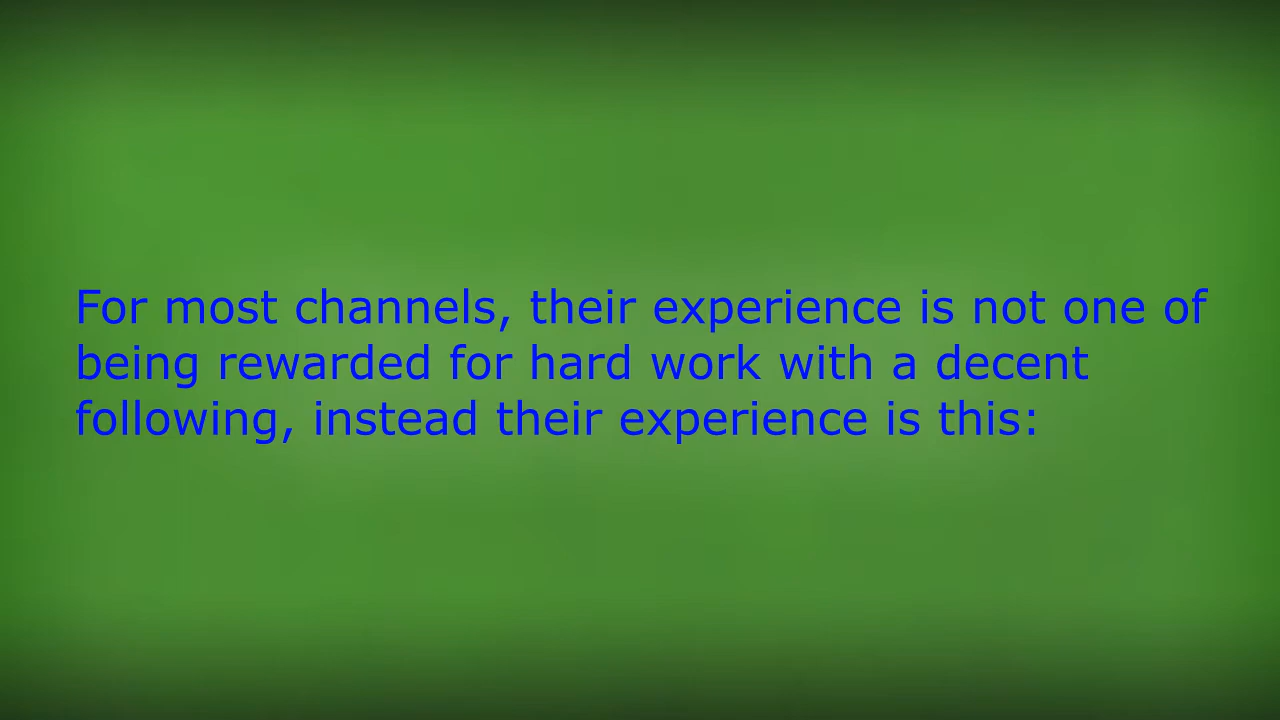 For most channels, their experience is not one of
being rewarded for hard work with a decent
following, instead their experience is this: